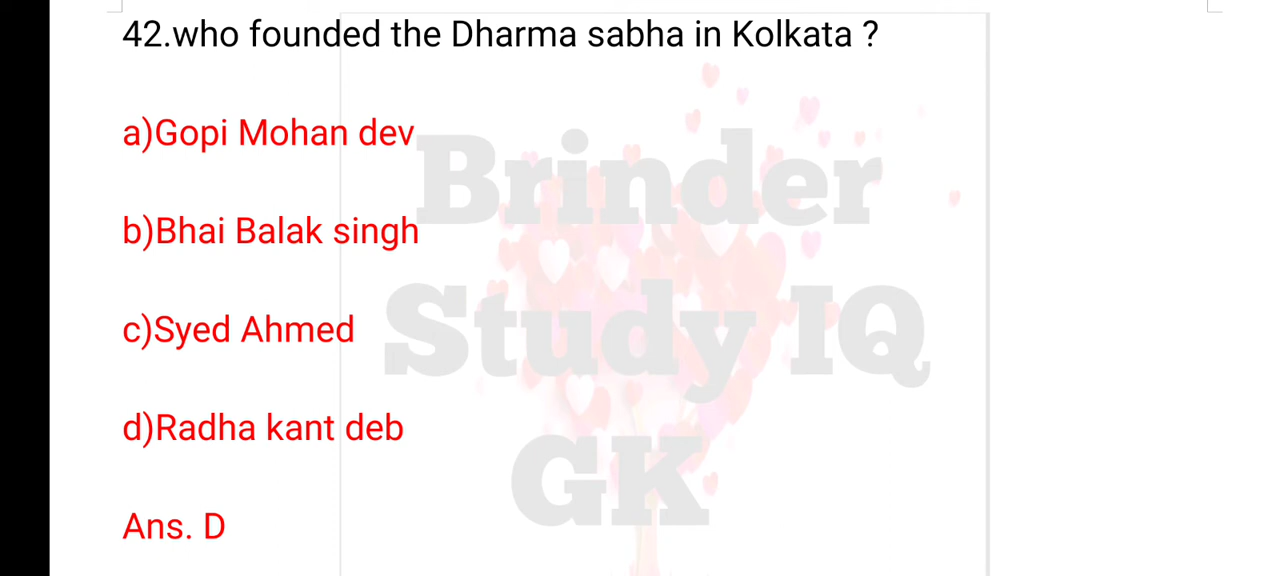 42.who founded the Dharma sabha in Kolkata ?
a)Gopi Mohan dev
b)Bhai Balak singh
c)Syed Ahmed
d)Radha kant deb
Ans. D
Brinder
Study IQ
GK